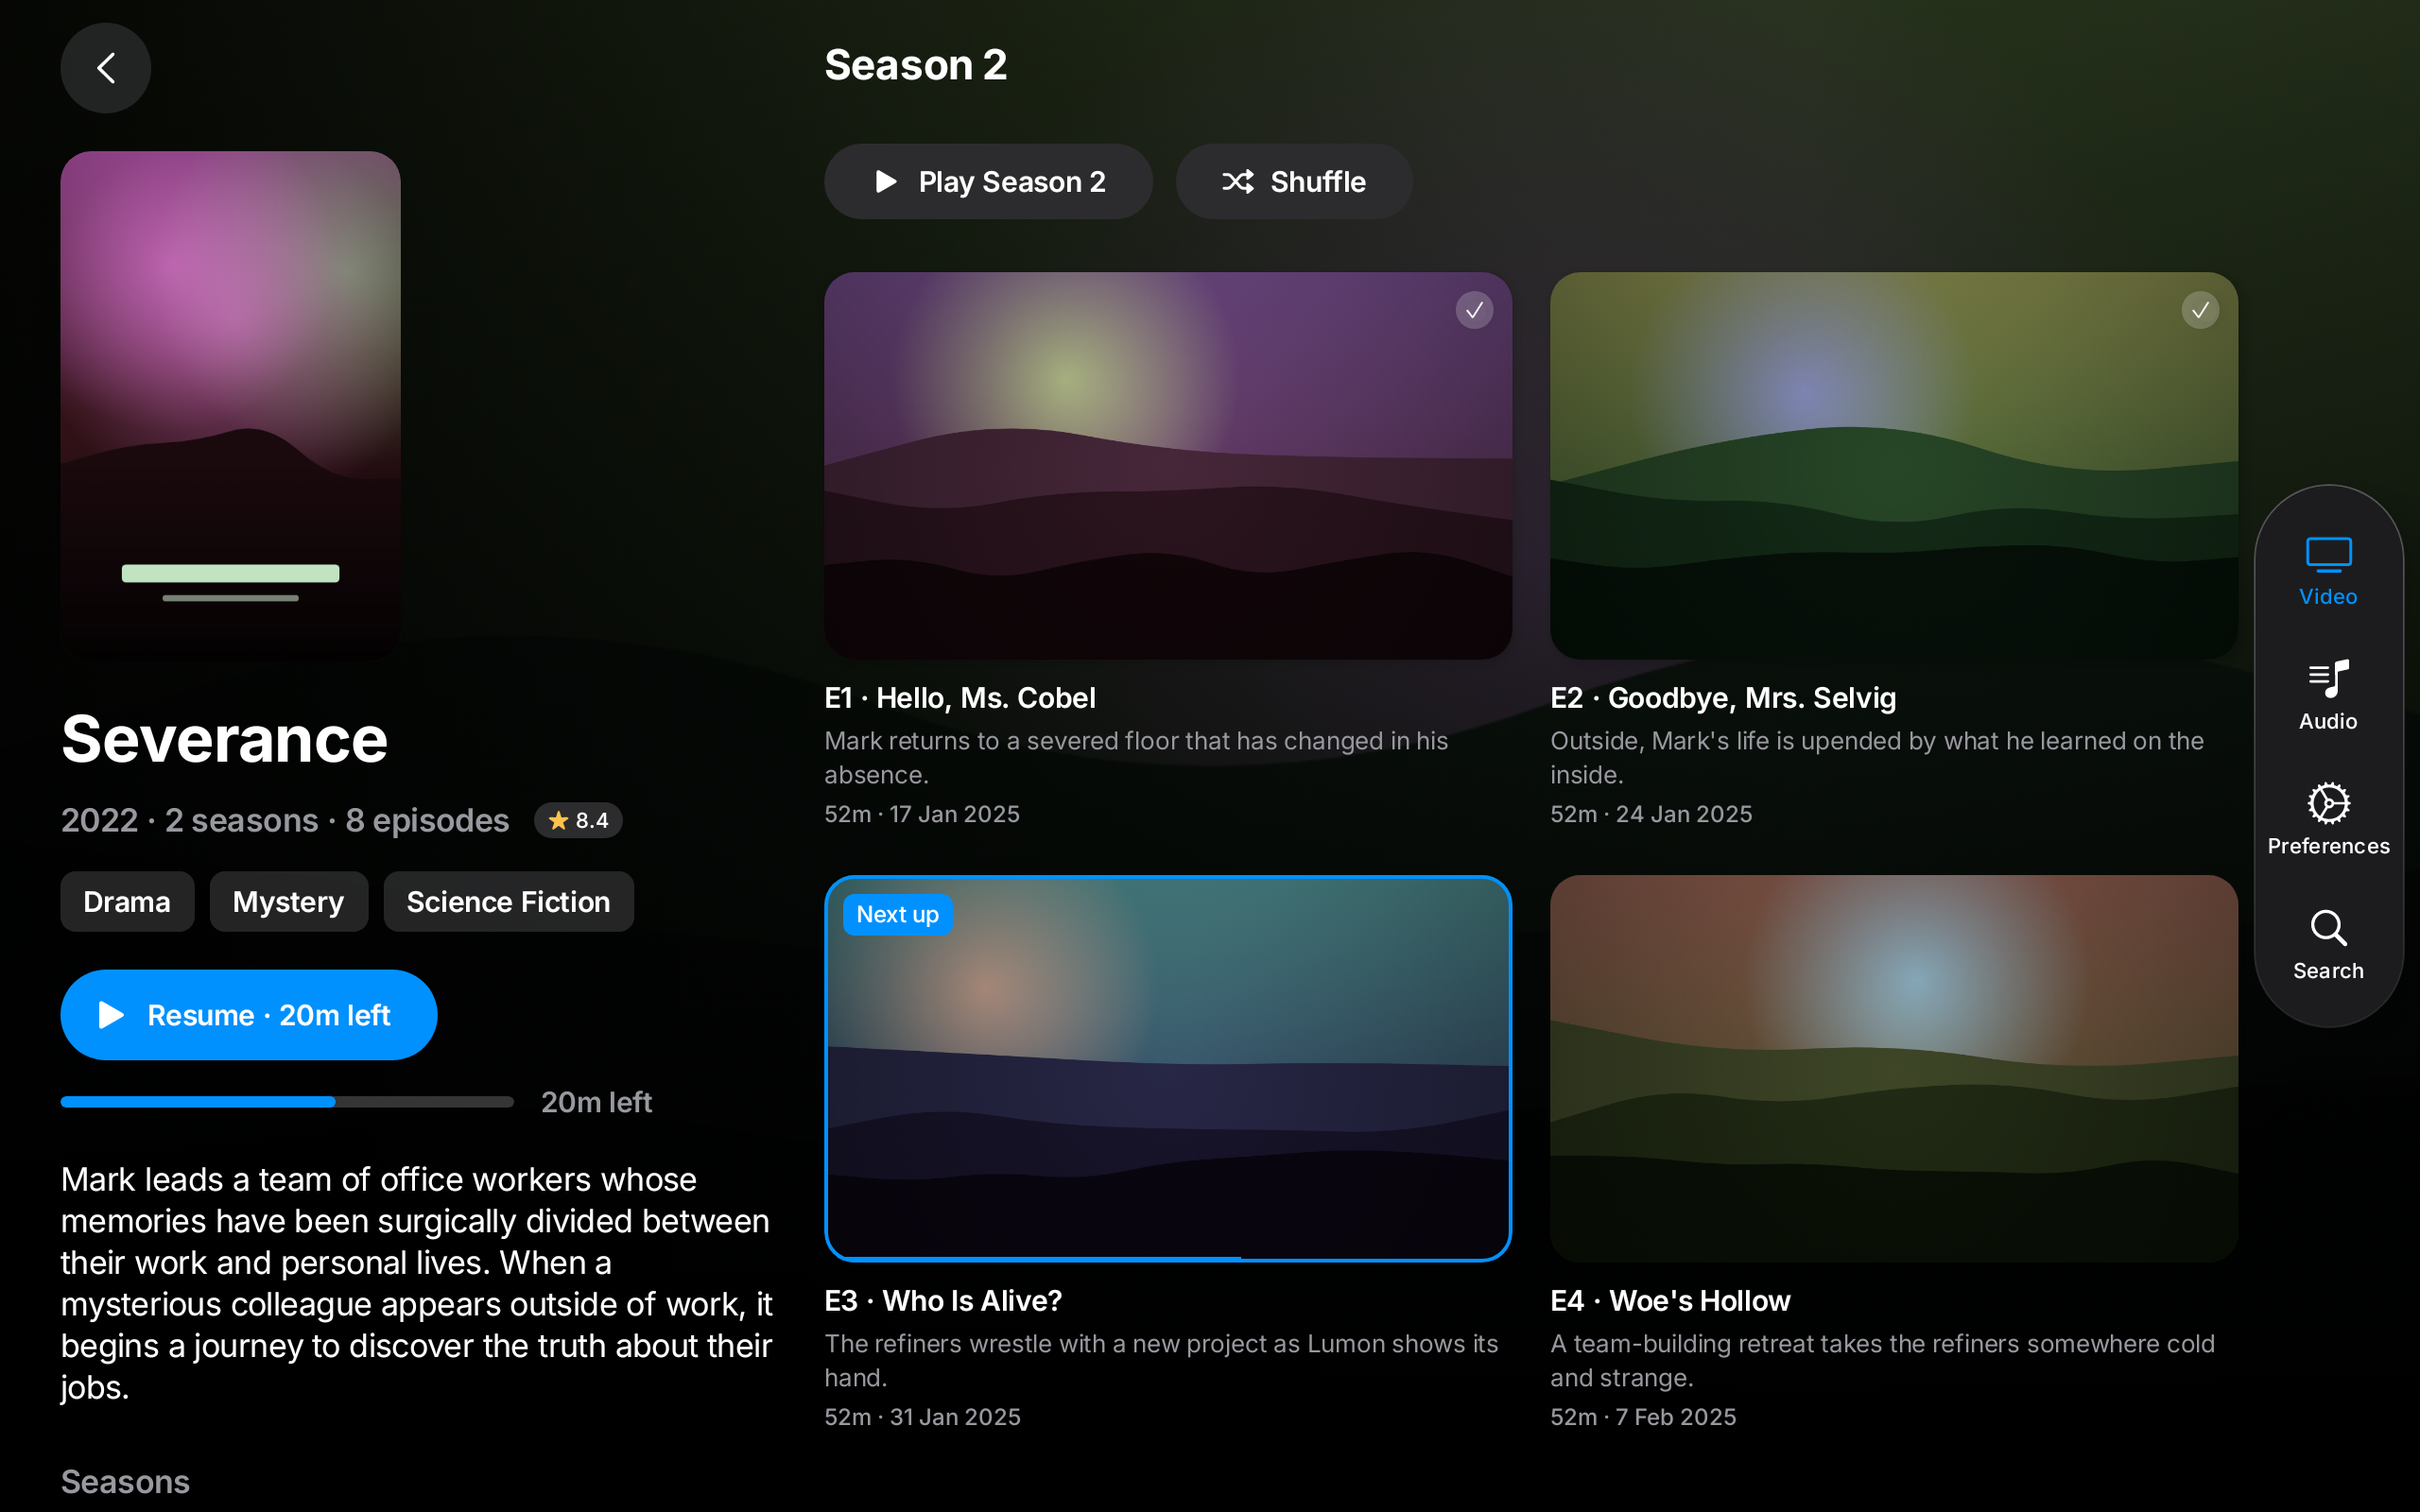 Severance
2022 · 2 seasons · 8 episodes
8.4
Drama
Mystery
Science Fiction
Resume · 20m left
20m left
Mark leads a team of office workers whose
memories have been surgically divided between
their work and personal lives. When a
mysterious colleague appears outside of work, it
begins a journey to discover the truth about their
jobs.
Seasons
Season 2
Play Season 2
Shuffle
E1 · Hello, Ms. Cobel
Mark returns to a severed floor that has changed in his
absence.
52m · 17 Jan 2025
E2 · Goodbye, Mrs. Selvig
Outside, Mark's life is upended by what he learned on the
inside.
52m · 24 Jan 2025
Next up
E3 · Who Is Alive?
The refiners wrestle with a new project as Lumon shows its
hand.
52m · 31 Jan 2025
E4 · Woe's Hollow
A team-building retreat takes the refiners somewhere cold
and strange.
52m · 7 Feb 2025
Video
Audio
Preferences
Search